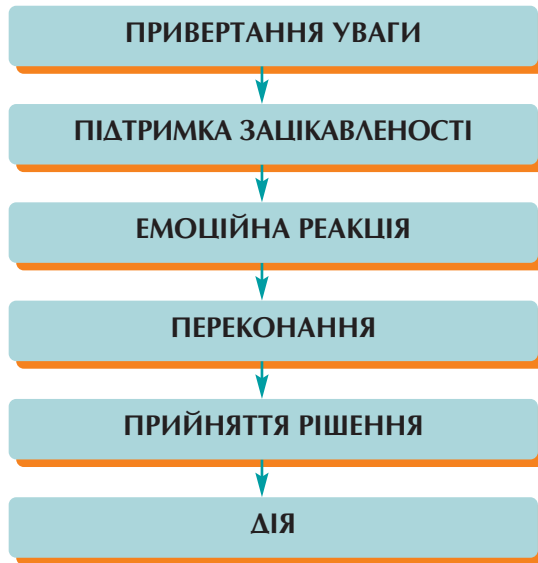 ПРИВЕРТАННЯ УВАГИ
ПІДТРИМКА ЗАЦІКАВЛЕНОСТІ
ЕМОЦІЙНА РЕАКЦІЯ
ПЕРЕКОНАННЯ
ПРИЙНЯТТЯ РІШЕННЯ
ДІЯ